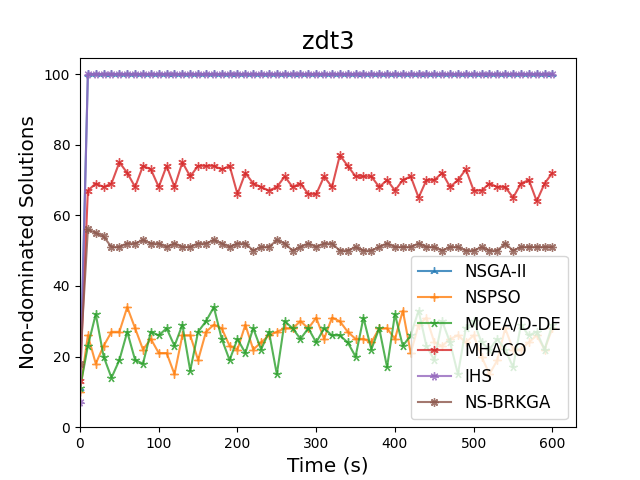 zdt3
Non-dominated Solutions
100
80
60
40
20
0
0 100 200 300 400 500 600
Time (s)
NSGA-II
NSPSO
MOEA/D-DE
MHACO
IHS
NS-BRKGA